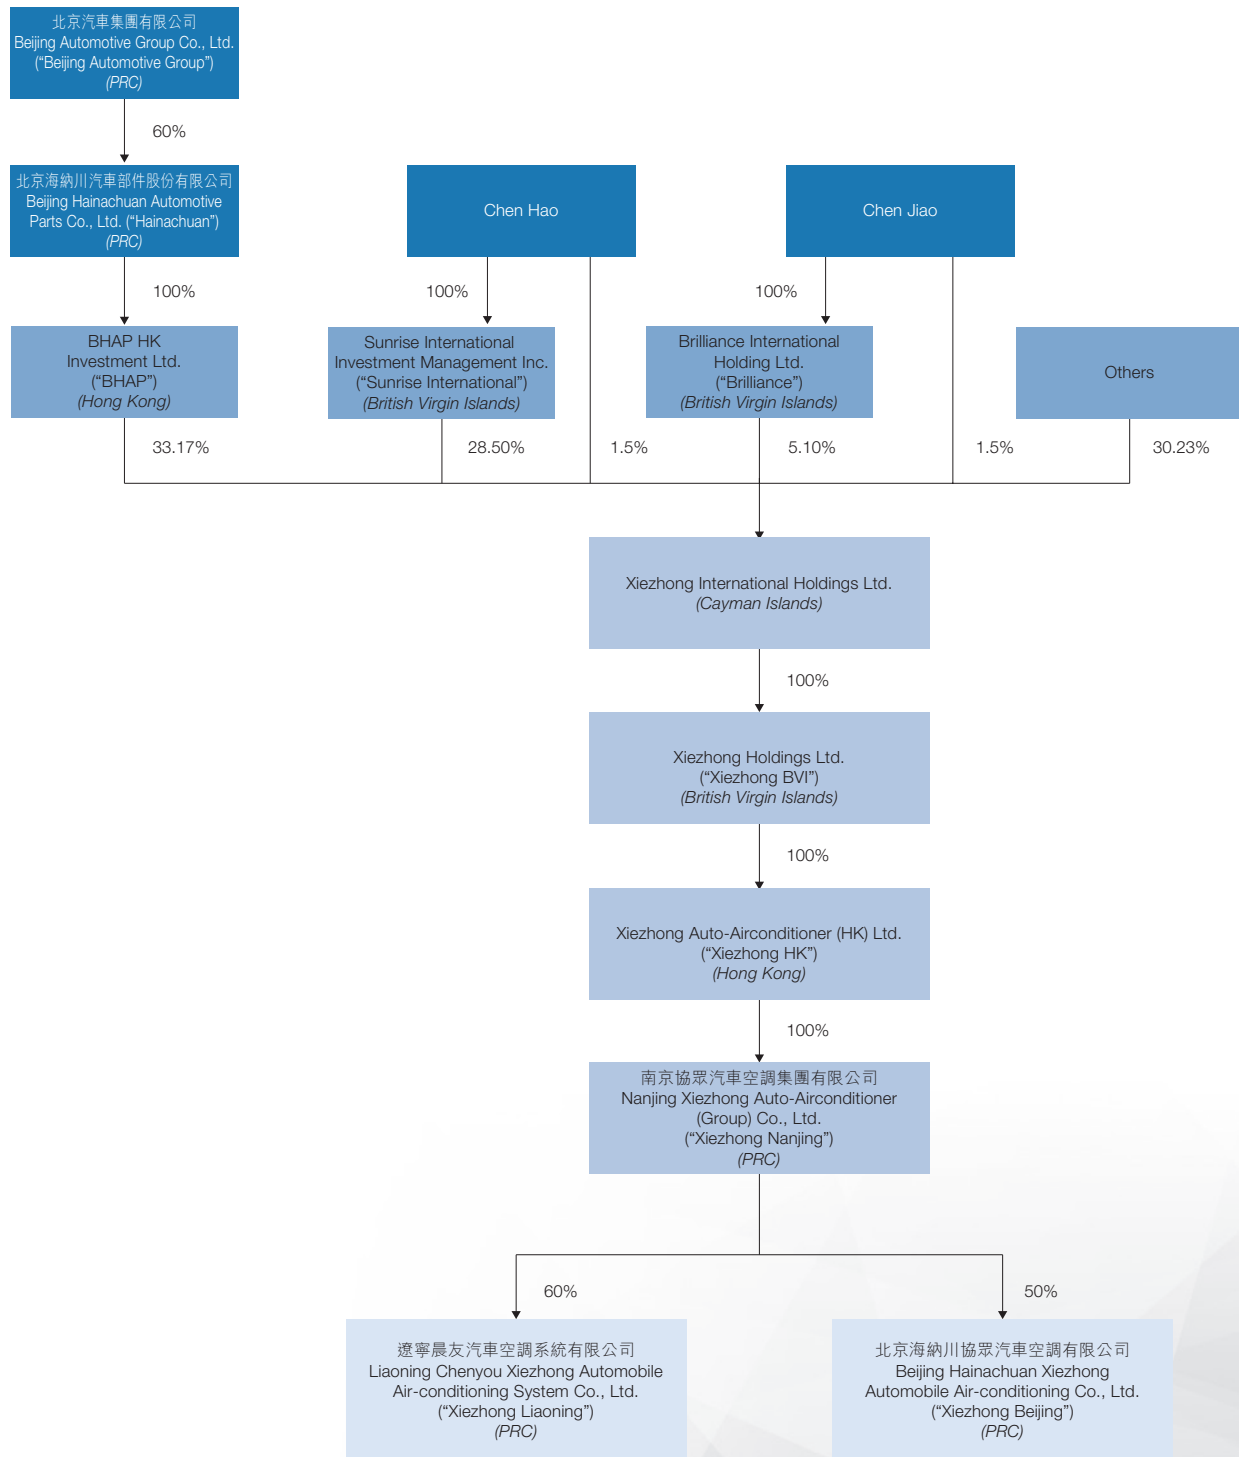 北京汽車集團有限公司
Beijing Automotive Group Co., Ltd.
(“Beijing Automotive Group”)
(PRC)
60%
北京海納川汽車部件股份有限公司
Beijing Hainachuan Automotive
Parts Co., Ltd. (“Hainachuan”)
(PRC)
Chen Hao
Chen Jiao
100%
100%
100%
BHAP HK
Investment Ltd.
(“BHAP”)
(Hong Kong)
Sunrise International
Investment Management Inc.
(“Sunrise International”)
(British Virgin Islands)
Brilliance International
Holding Ltd.
(“Brilliance”)
(British Virgin Islands)
Others
33.17%
28.50%
1.5%
5.10%
1.5%
30.23%
Xiezhong International Holdings Ltd.
(Cayman Islands)
100%
Xiezhong Holdings Ltd.
(“Xiezhong BVI”)
(British Virgin Islands)
100%
Xiezhong Auto-Airconditioner (HK) Ltd.
(“Xiezhong HK”)
(Hong Kong)
100%
南京協眾汽車空調集團有限公司
Nanjing Xiezhong Auto-Airconditioner
(Group) Co., Ltd.
(“Xiezhong Nanjing”)
(PRC)
60%
50%
遼寧晨友汽車空調系統有限公司
Liaoning Chenyou Xiezhong Automobile
Air-conditioning System Co., Ltd.
(“Xiezhong Liaoning”)
(PRC)
北京海納川協眾汽車空調有限公司
Beijing Hainachuan Xiezhong
Automobile Air-conditioning Co., Ltd.
(“Xiezhong Beijing”)
(PRC)